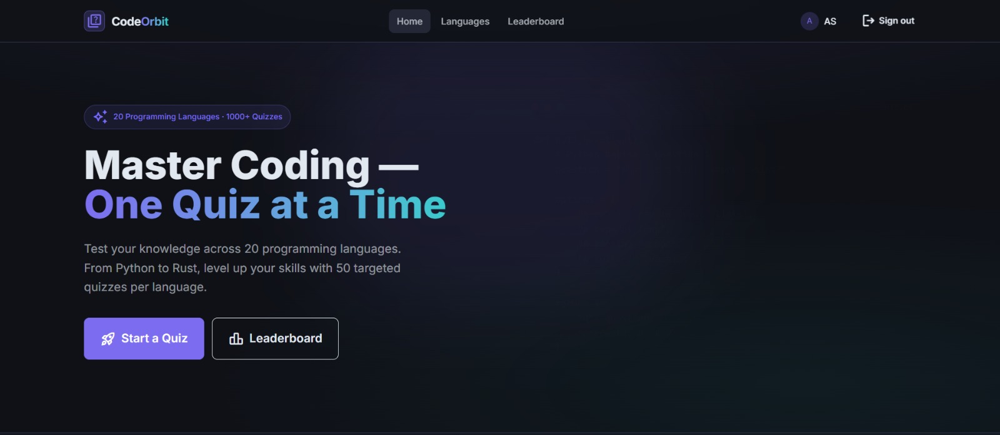 CodeOrbit
Home
Languages
Leaderboard
A
AS
Sign out
20 Programming Languages · 1000+ Quizzes
Master Coding —
One Quiz at a Time
Test your knowledge across 20 programming languages.
From Python to Rust, level up your skills with 50 targeted
quizzes per language.
Start a Quiz
Leaderboard